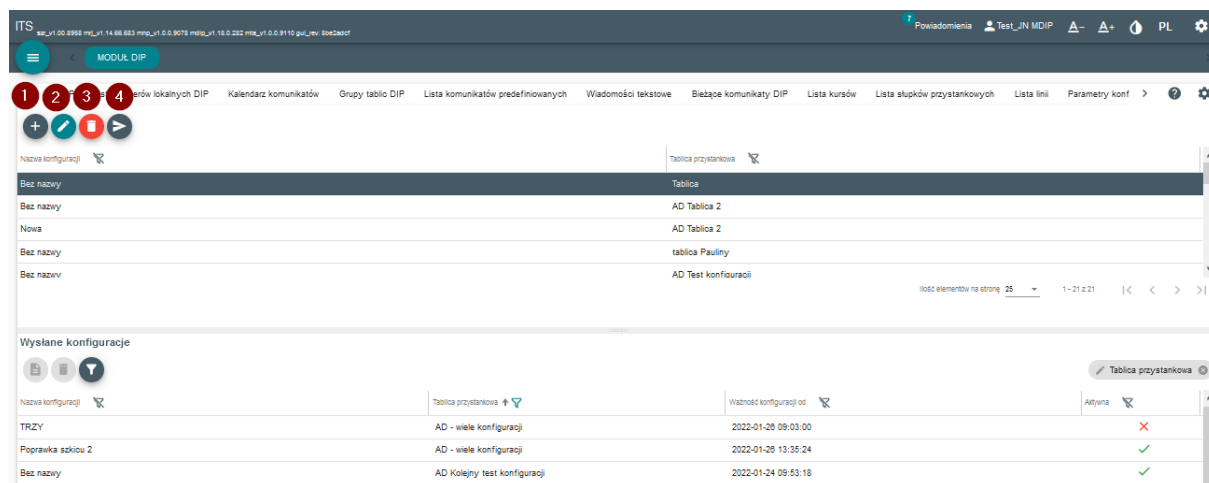 ITS szr_v1.00.8958 mrj_v1.14.66.683 mnp_v1.0.0.9078 mdip_v1.18.0.282 mta_v1.0.0.9110 gui_rev: 8be2adcf
7 Powiadomienia Test_JN MDIP A- A+ PL
MODUŁ DIP
1 2 3 4
erów lokalnych DIP Kalendarz komunikatów Grupy tablic DIP Lista komunikatów predefiniowanych Wiadomości tekstowe Bieżące komunikaty DIP Lista kursów Lista słupków przystankowych Lista linii Parametry konf
Nazwa konfiguracji Tablica przystankowa
Bez nazwy Tablica
Bez nazwy AD Tablica 2
Nowa AD Tablica 2
Bez nazwy tablica Pauliny
Bez nazwy AD Test konfiguracji
Ilość elementów na stronę 25 1 - 21 z 21
Wysłane konfiguracje
Tablica przystankowa
Nazwa konfiguracji Tablica przystankowa Ważność konfiguracji od Aktywna
TRZY AD - wiele konfiguracji 2022-01-26 09:03:00
Poprawka szkicu 2 AD - wiele konfiguracji 2022-01-26 13:35:24
Bez nazwy AD Kolejny test konfiguracji 2022-01-24 09:53:18